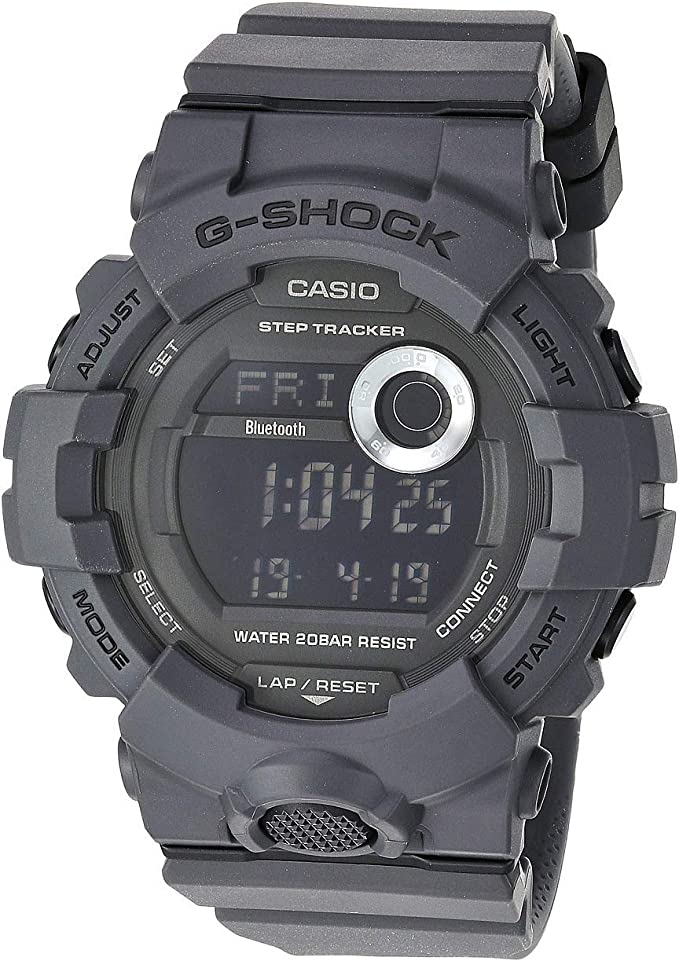 G-SHOCK
CASIO
STEP TRACKER
ADJUST
SET
LIGHT
FRI
Bluetooth
1:04 25
19- 4-19
SELECT
MODE
CONNECT
STOP
START
WATER 20BAR RESIST
LAP / RESET